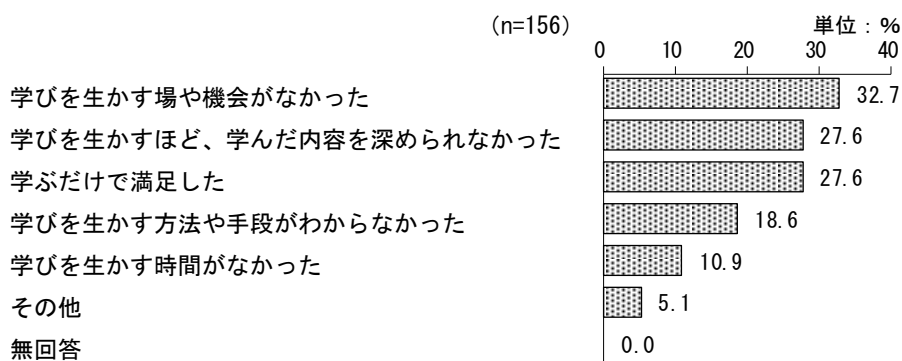 （n=156） 単位：％
0 10 20 30 40
学びを生かす場や機会がなかった 32.7
学びを生かすほど、学んだ内容を深められなかった 27.6
学ぶだけで満足した 27.6
学びを生かす方法や手段がわからなかった 18.6
学びを生かす時間がなかった 10.9
その他 5.1
無回答 0.0